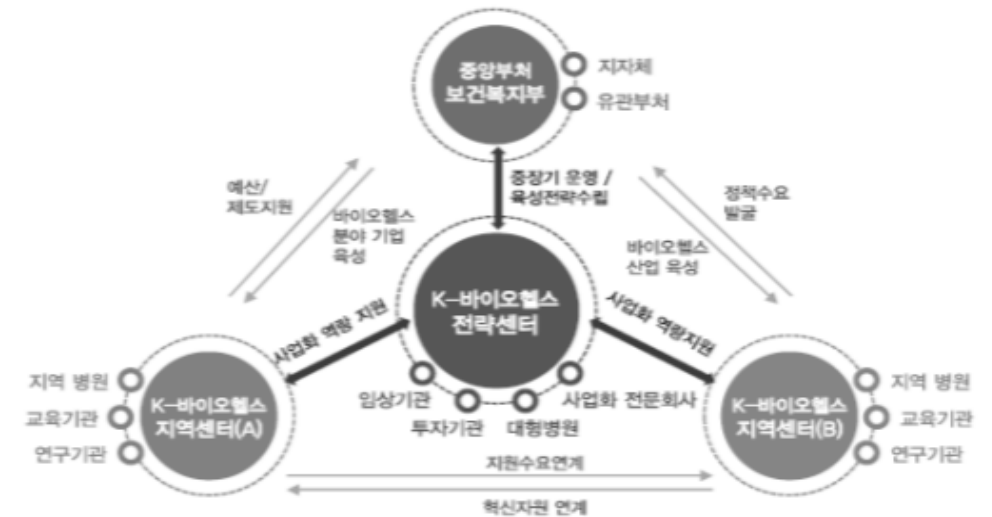 중앙부처
보건복지부
지자체
유관부처
중장기 운영 /
육성전략수립
예산/
제도지원
바이오헬스
분야 기업
육성
정책수요
발굴
바이오헬스
산업 육성
K-바이오헬스
전략센터
사업화 역량 지원
사업화 역량지원
임상기관
투자기관
대형병원
사업화 전문회사
지역 병원
교육기관
연구기관
K-바이오헬스
지역센터(A)
K-바이오헬스
지역센터(B)
지역 병원
교육기관
연구기관
지원수요연계
혁신자원 연계